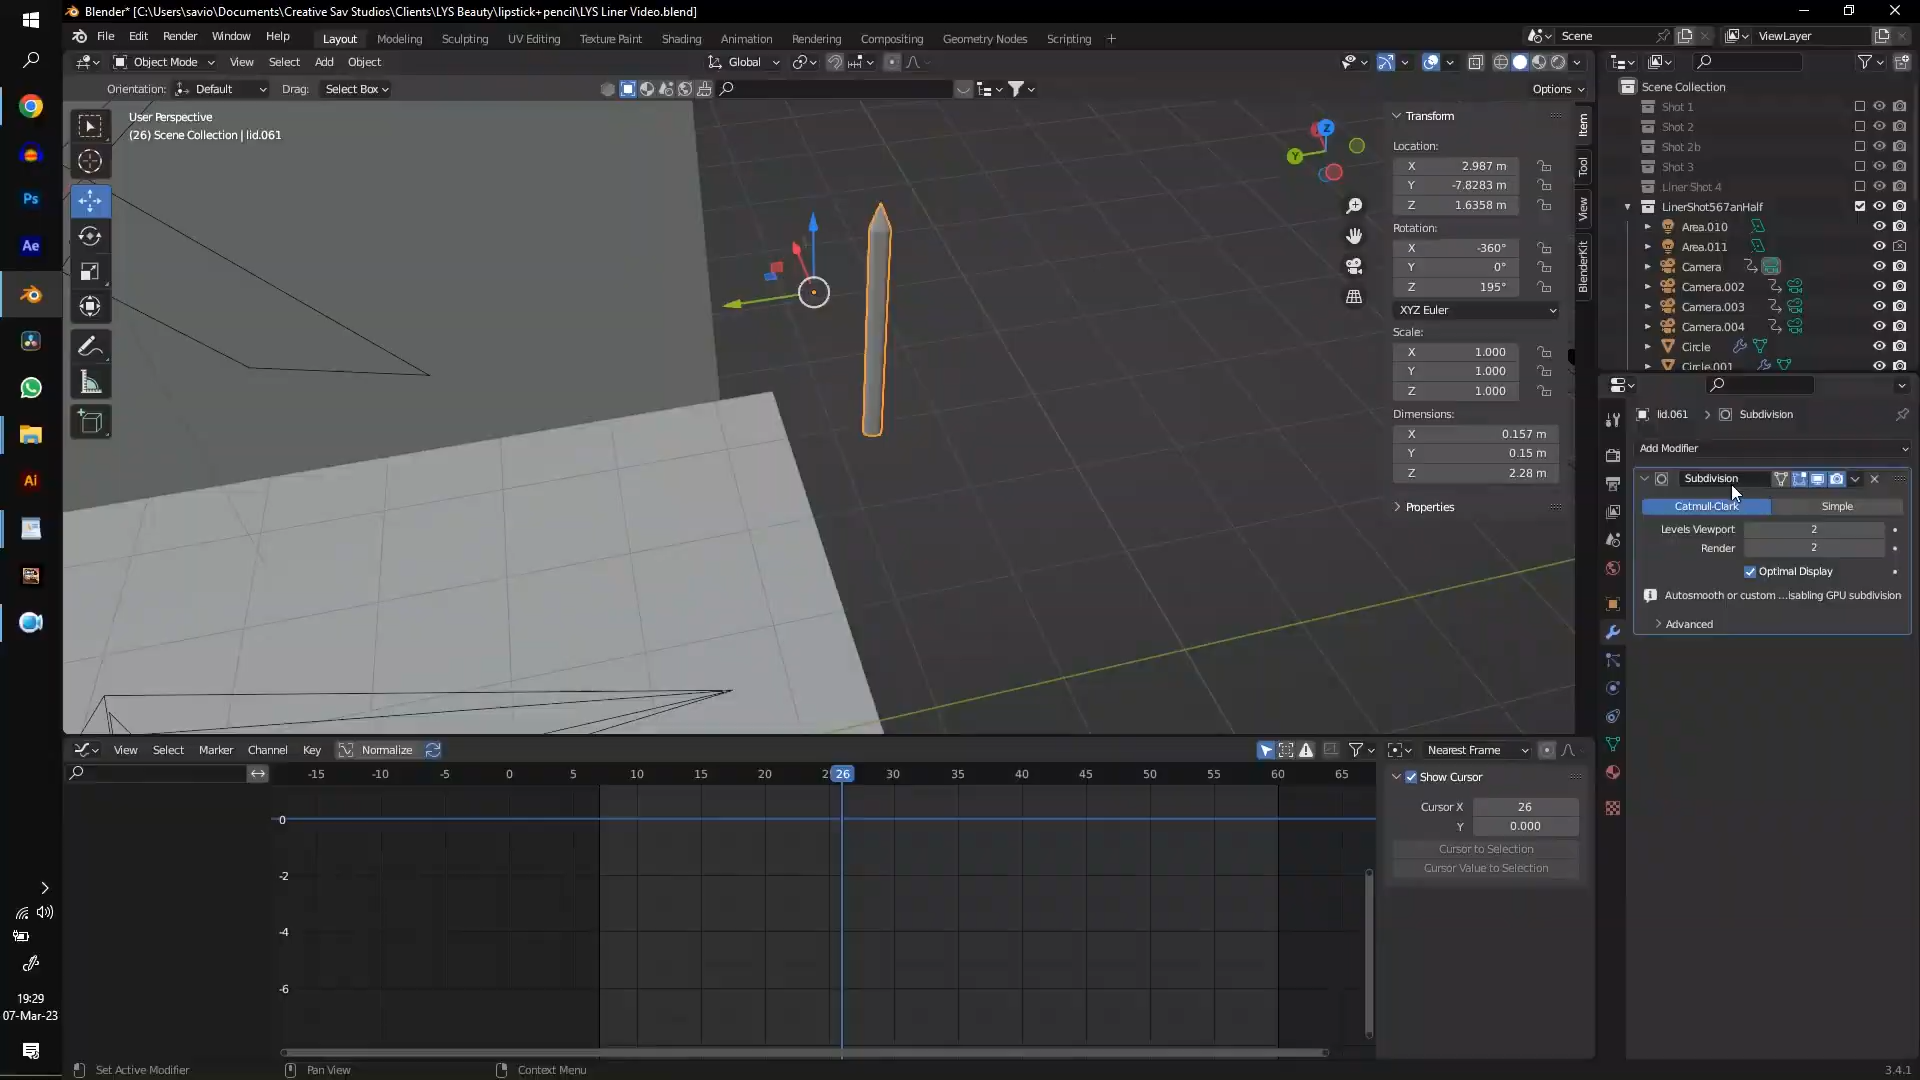 Blender* [C:\Users\savio\Documents\Creative Sav Studios\Clients\LYS Beauty\lipstick+pencil\LYS Liner Video.blend]
File Edit Render Window Help Layout Modeling Sculpting UV Editing Texture Paint Shading Animation Rendering Compositing Geometry Nodes Scripting + Scene ViewLayer
Object Mode View Select Add Object Global
Orientation: Default Drag: Select Box Options
User Perspective
(26) Scene Collection | lid.061
Z
Y
Transform
Location:
X 2.987 m
Y -7.8283 m
Z 1.6358 m
Rotation:
X -360°
Y 0°
Z 195°
XYZ Euler
Scale:
X 1.000
Y 1.000
Z 1.000
Dimensions:
X 0.157 m
Y 0.15 m
Z 2.28 m
Properties
Item
Tool
View
BlenderKit
Scene Collection
Shot 1
Shot 2
Shot 2b
Shot 3
Liner Shot 4
LinerShot567anHalf
Area.010
Area.011
Camera
Camera.002
Camera.003
Camera.004
Circle
Circle.001
lid.061 Subdivision
Add Modifier
Subdivision
Catmull-Clark Simple
Levels Viewport 2
Render 2
Optimal Display
Autosmooth or custom ...isabling GPU subdivision
Advanced
View Select Marker Channel Key Normalize Nearest Frame
-15 -10 -5 0 5 10 15 20 26 30 35 40 45 50 55 60 65
0
-2
-4
-6
Show Cursor
Cursor X 26
Y 0.000
Cursor to Selection
Cursor Value to Selection
Ps
Ae
Ai
19:29
07-Mar-23
Set Active Modifier Pan View Context Menu 3.4.1